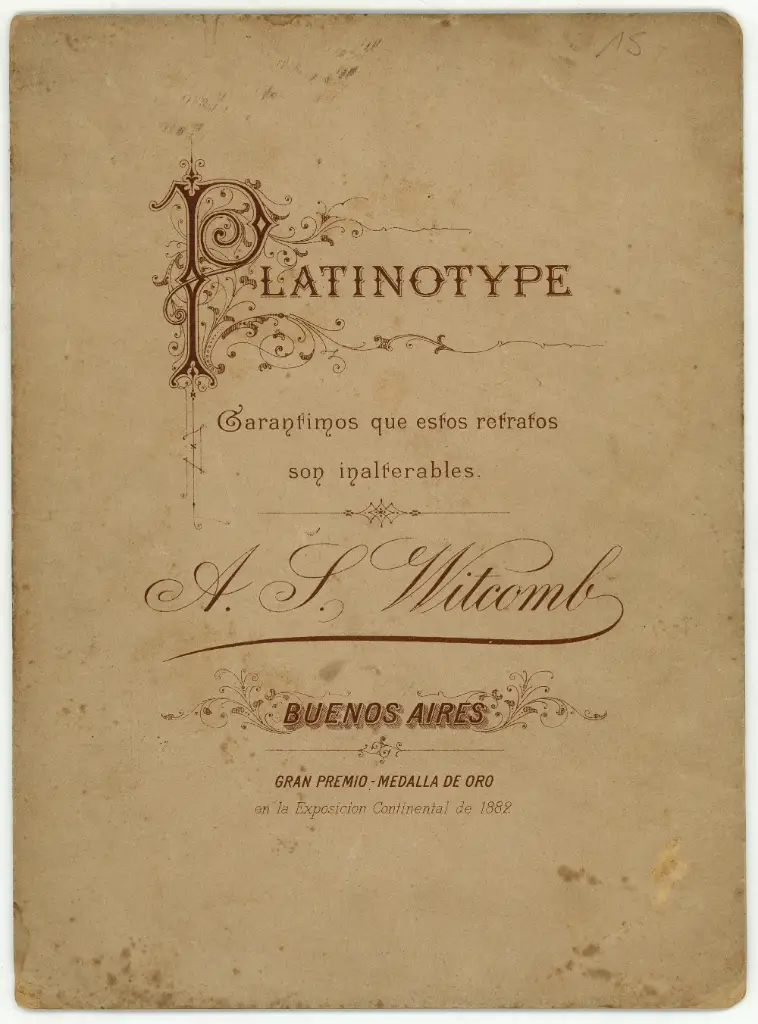 15
PLATINOTYPE
Garantimos que estos retratos
son inalterables.
A. S. Witcomb
BUENOS AIRES
GRAN PREMIO - MEDALLA DE ORO
en la Exposicion Continental de 1882